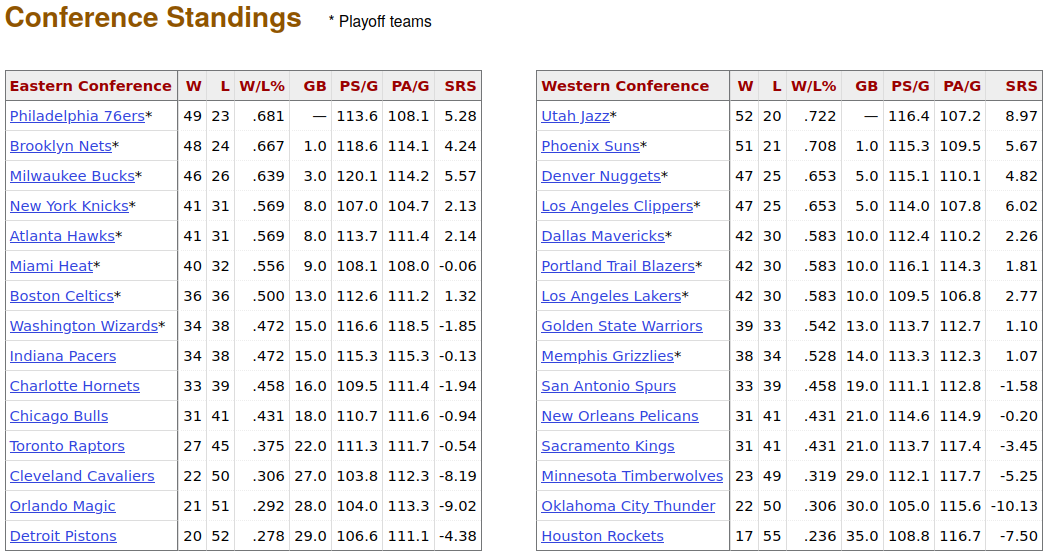 Conference Standings * Playoff teams
Eastern Conference W L W/L% GB PS/G PA/G SRS
Philadelphia 76ers* 49 23 .681 — 113.6 108.1 5.28
Brooklyn Nets* 48 24 .667 1.0 118.6 114.1 4.24
Milwaukee Bucks* 46 26 .639 3.0 120.1 114.2 5.57
New York Knicks* 41 31 .569 8.0 107.0 104.7 2.13
Atlanta Hawks* 41 31 .569 8.0 113.7 111.4 2.14
Miami Heat* 40 32 .556 9.0 108.1 108.0 -0.06
Boston Celtics* 36 36 .500 13.0 112.6 111.2 1.32
Washington Wizards* 34 38 .472 15.0 116.6 118.5 -1.85
Indiana Pacers 34 38 .472 15.0 115.3 115.3 -0.13
Charlotte Hornets 33 39 .458 16.0 109.5 111.4 -1.94
Chicago Bulls 31 41 .431 18.0 110.7 111.6 -0.94
Toronto Raptors 27 45 .375 22.0 111.3 111.7 -0.54
Cleveland Cavaliers 22 50 .306 27.0 103.8 112.3 -8.19
Orlando Magic 21 51 .292 28.0 104.0 113.3 -9.02
Detroit Pistons 20 52 .278 29.0 106.6 111.1 -4.38
Western Conference W L W/L% GB PS/G PA/G SRS
Utah Jazz* 52 20 .722 — 116.4 107.2 8.97
Phoenix Suns* 51 21 .708 1.0 115.3 109.5 5.67
Denver Nuggets* 47 25 .653 5.0 115.1 110.1 4.82
Los Angeles Clippers* 47 25 .653 5.0 114.0 107.8 6.02
Dallas Mavericks* 42 30 .583 10.0 112.4 110.2 2.26
Portland Trail Blazers* 42 30 .583 10.0 116.1 114.3 1.81
Los Angeles Lakers* 42 30 .583 10.0 109.5 106.8 2.77
Golden State Warriors 39 33 .542 13.0 113.7 112.7 1.10
Memphis Grizzlies* 38 34 .528 14.0 113.3 112.3 1.07
San Antonio Spurs 33 39 .458 19.0 111.1 112.8 -1.58
New Orleans Pelicans 31 41 .431 21.0 114.6 114.9 -0.20
Sacramento Kings 31 41 .431 21.0 113.7 117.4 -3.45
Minnesota Timberwolves 23 49 .319 29.0 112.1 117.7 -5.25
Oklahoma City Thunder 22 50 .306 30.0 105.0 115.6 -10.13
Houston Rockets 17 55 .236 35.0 108.8 116.7 -7.50